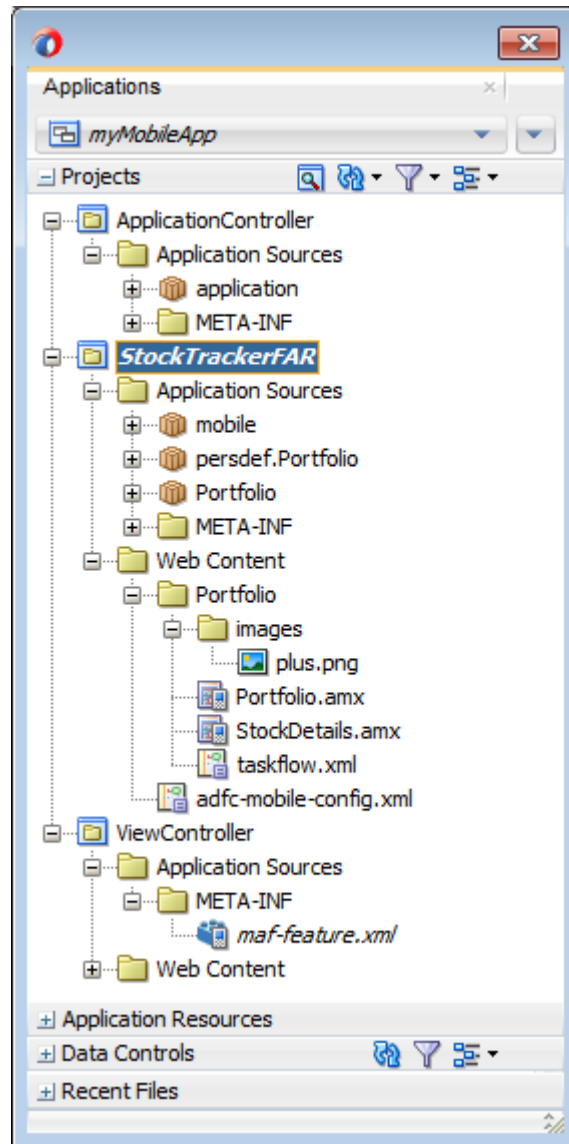 Applications
myMobileApp
Projects
ApplicationController
Application Sources
application
META-INF
StockTrackerFAR
Application Sources
mobile
persdef.Portfolio
Portfolio
META-INF
Web Content
Portfolio
images
plus.png
Portfolio.amx
StockDetails.amx
taskflow.xml
adfc-mobile-config.xml
ViewController
Application Sources
META-INF
maf-feature.xml
Web Content
Application Resources
Data Controls
Recent Files